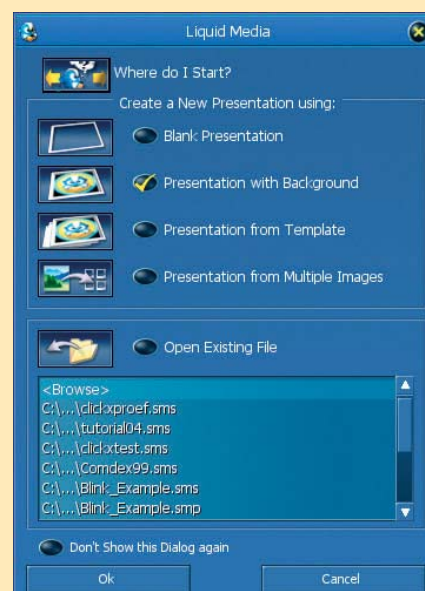 Liquid Media
Where do I Start?
Create a New Presentation using:
Blank Presentation
Presentation with Background
Presentation from Template
Presentation from Multiple Images
Open Existing File
<Browse>
C:\...\clickxproef.sms
C:\...\tutorial04.sms
C:\...\clickxtest.sms
C:\...\Comdex99.sms
C:\...\Blink_Example.sms
C:\...\Blink_Example.smp
Don't Show this Dialog again
Ok Cancel